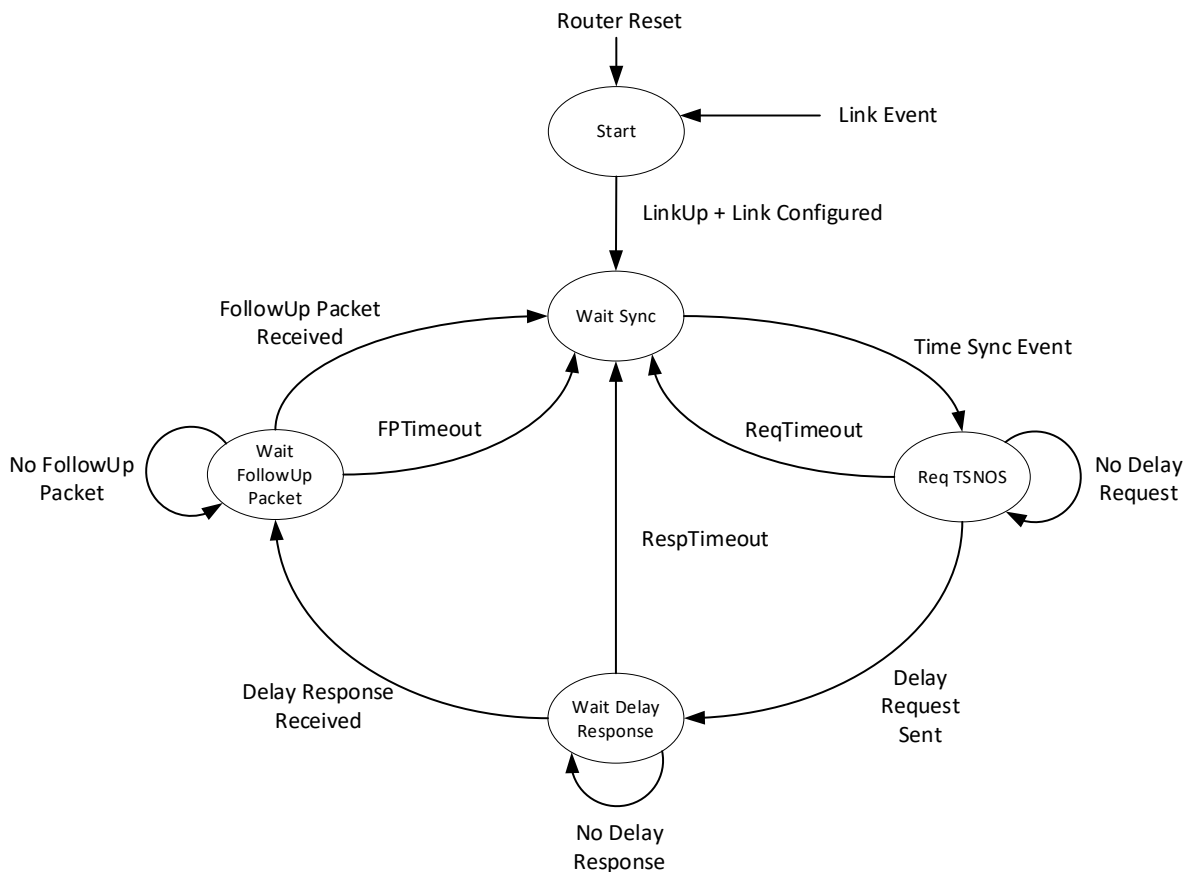 Router Reset
Start
Link Event
LinkUp + Link Configured
Wait Sync
FollowUp Packet
Received
Time Sync Event
FPTimeout
ReqTimeout
No FollowUp
Packet
Wait
FollowUp
Packet
Req TSNOS
No Delay
Request
RespTimeout
Delay Response
Received
Wait Delay
Response
Delay
Request
Sent
No Delay
Response